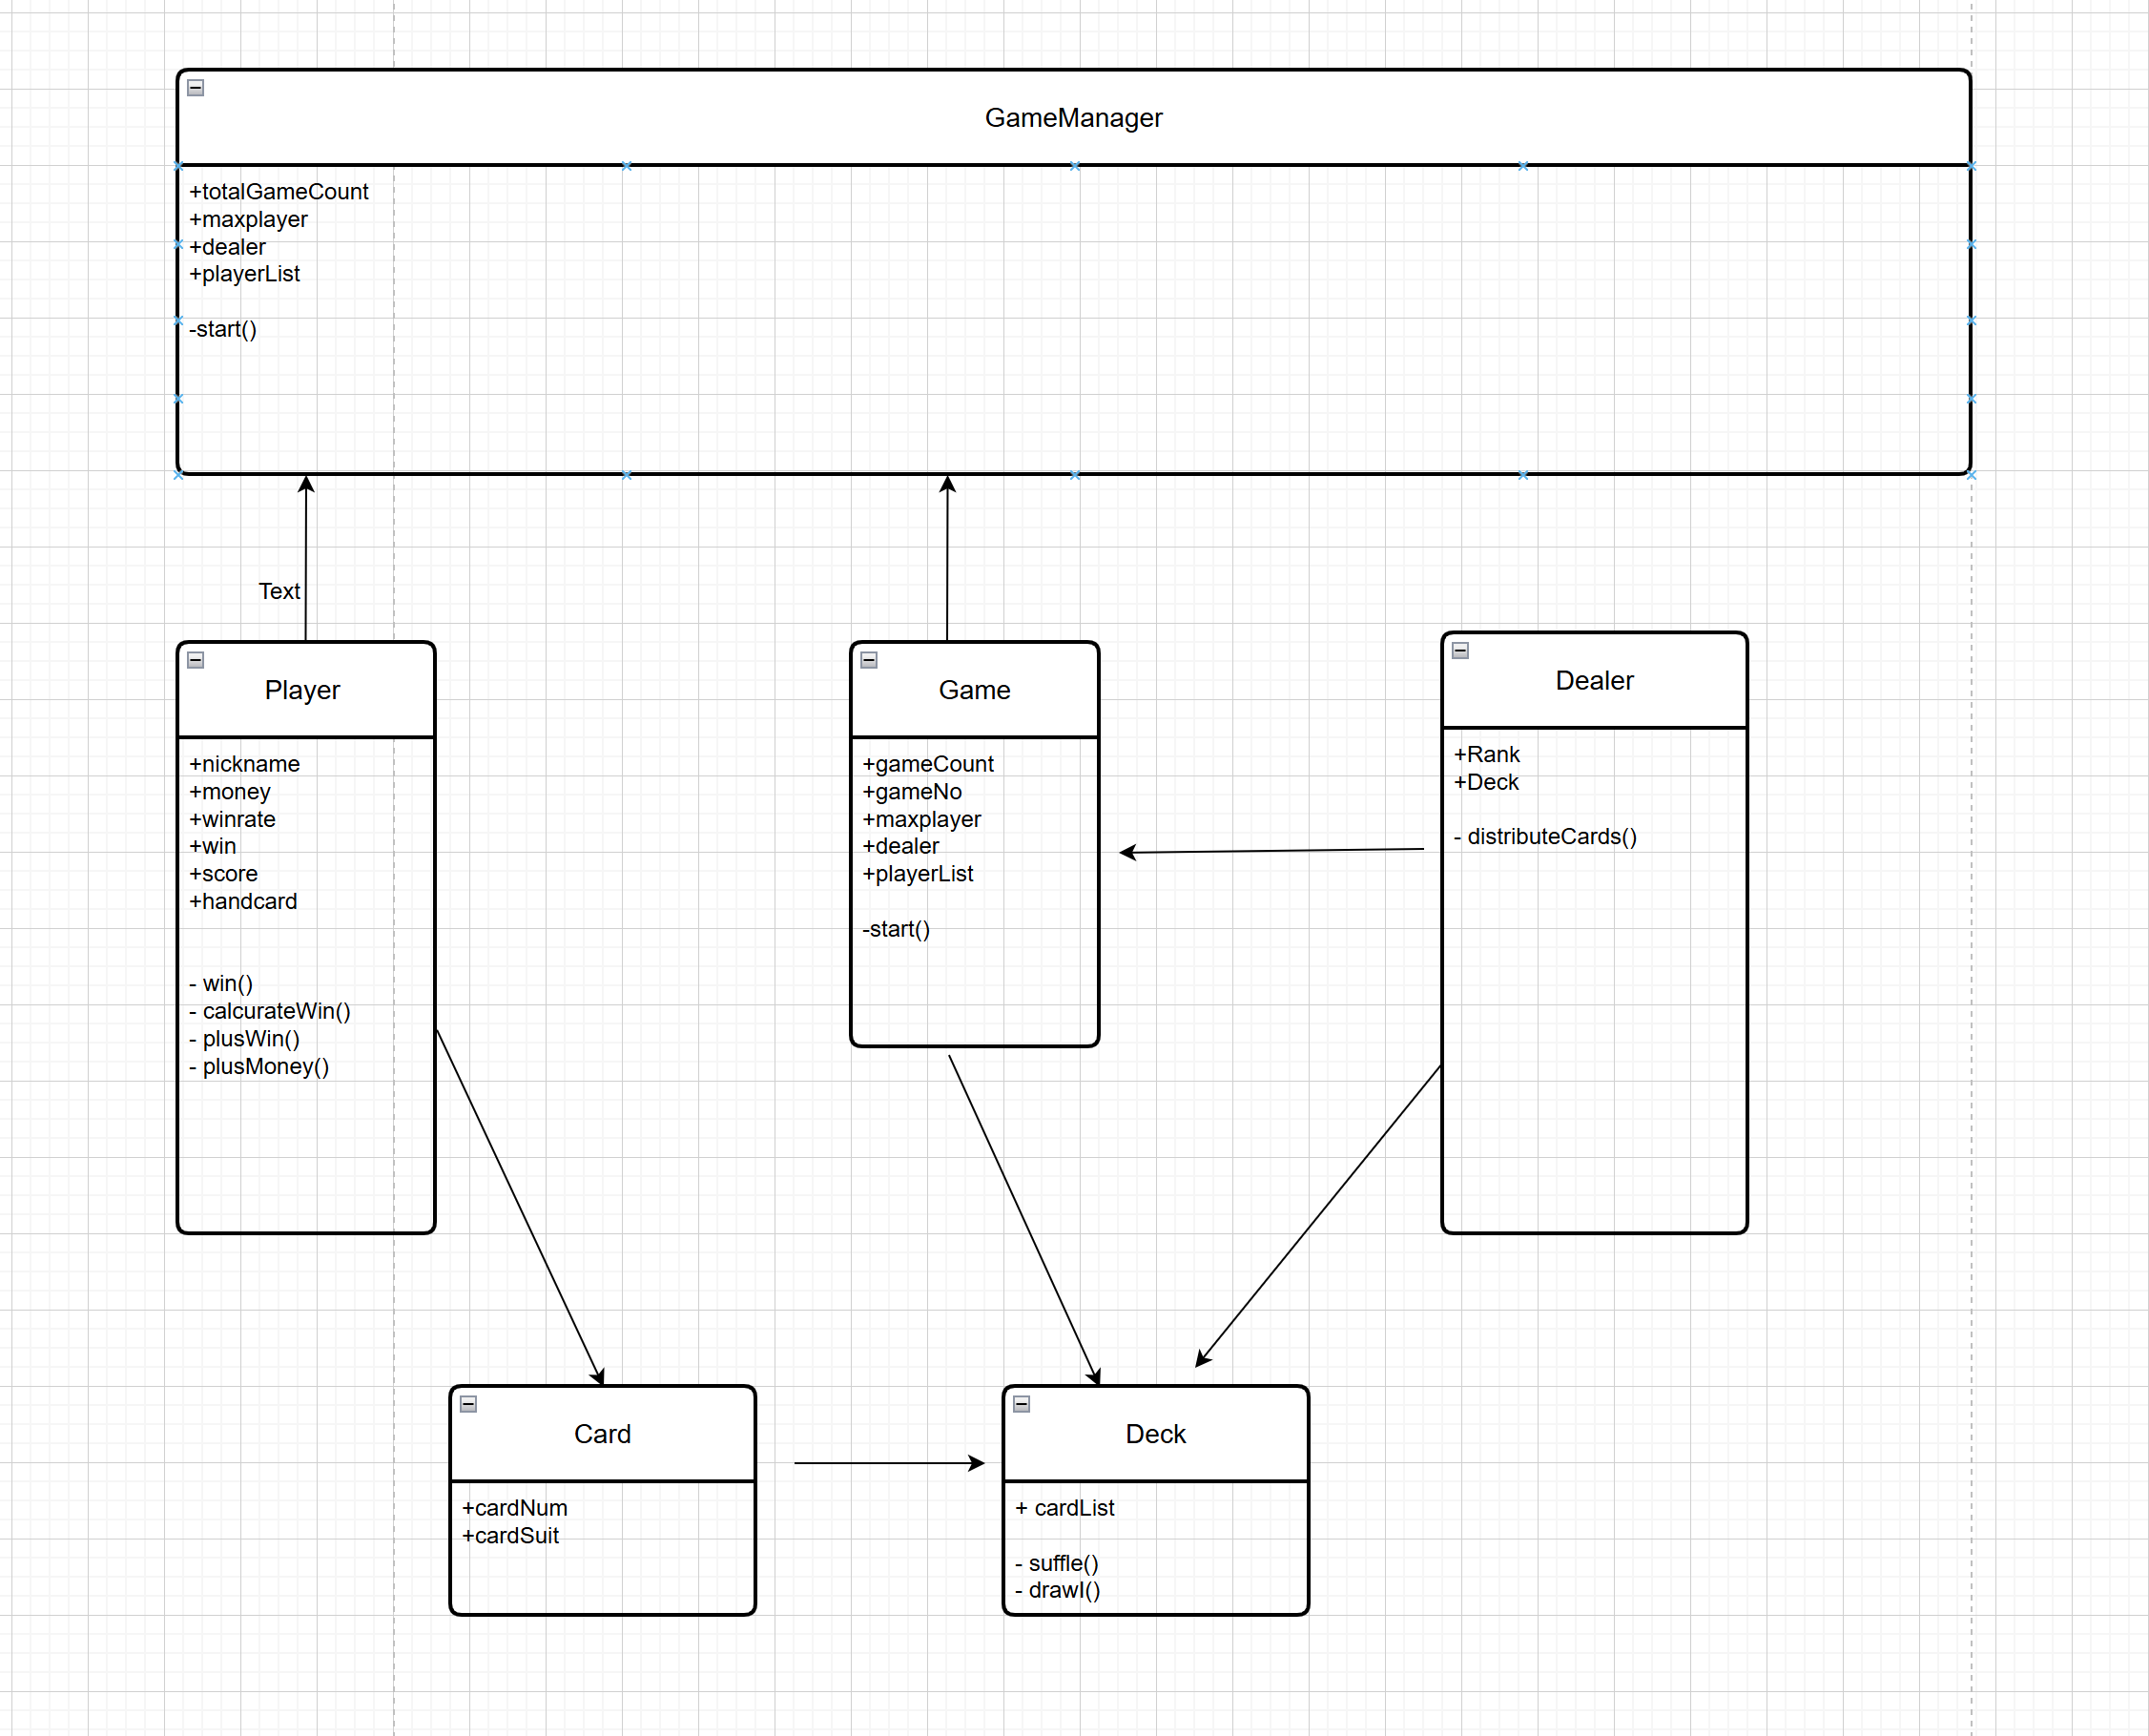 GameManager
+totalGameCount
+maxplayer
+dealer
+playerList
-start()
Text
Player
+nickname
+money
+winrate
+win
+score
+handcard
- win()
- calcurateWin()
- plusWin()
- plusMoney()
Game
+gameCount
+gameNo
+maxplayer
+dealer
+playerList
-start()
Dealer
+Rank
+Deck
- distributeCards()
Card
+cardNum
+cardSuit
Deck
+ cardList
- suffle()
- drawl()